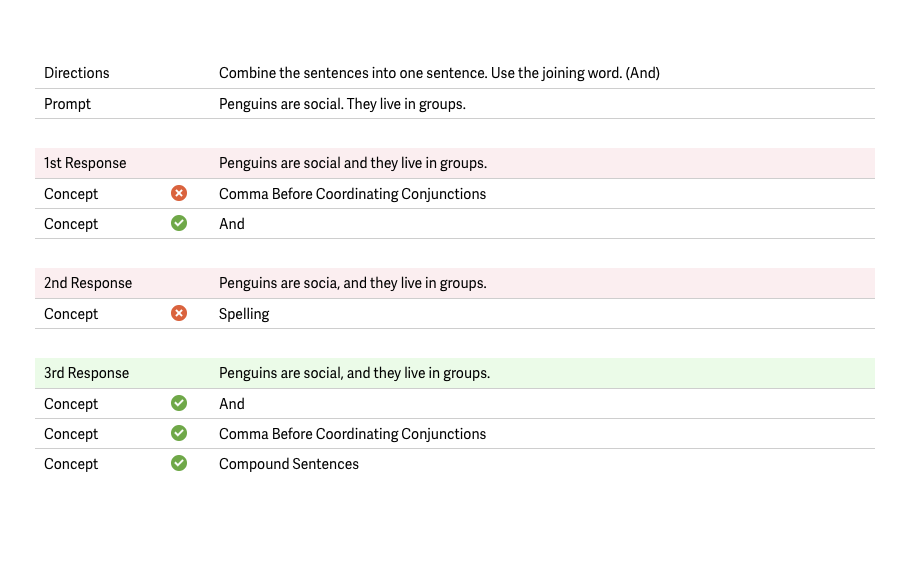 Directions Combine the sentences into one sentence. Use the joining word. (And)
Prompt Penguins are social. They live in groups.
1st Response Penguins are social and they live in groups.
Concept Comma Before Coordinating Conjunctions
Concept And
2nd Response Penguins are socia, and they live in groups.
Concept Spelling
3rd Response Penguins are social, and they live in groups.
Concept And
Concept Comma Before Coordinating Conjunctions
Concept Compound Sentences